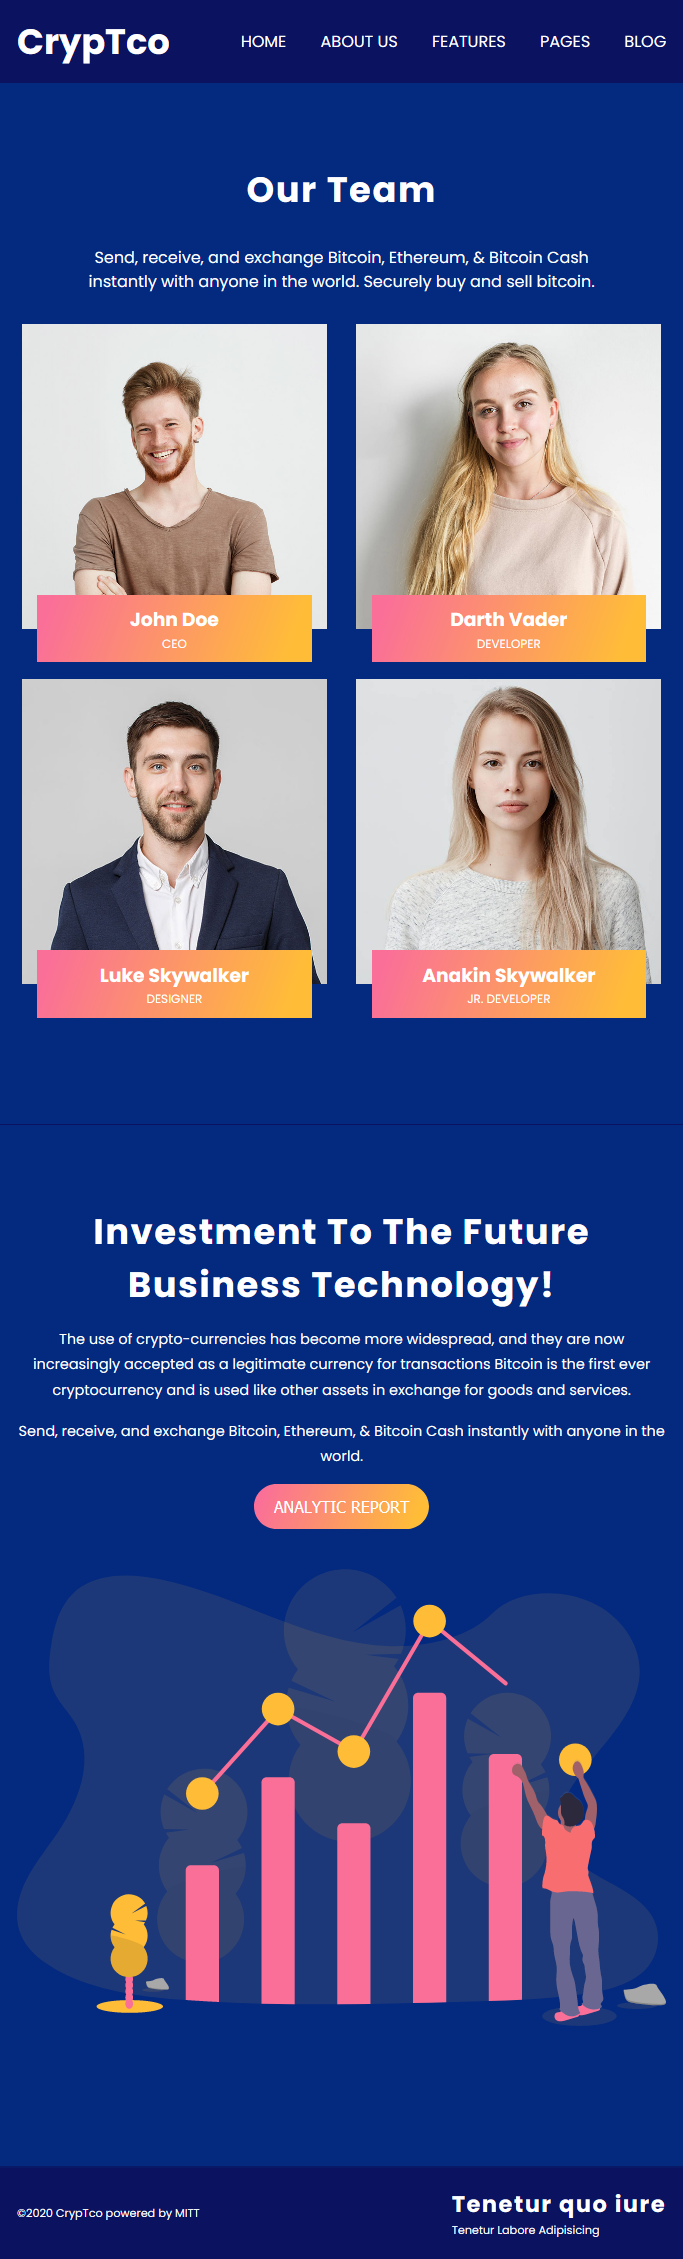 CrypTco
HOME ABOUT US FEATURES PAGES BLOG
Our Team
Send, receive, and exchange Bitcoin, Ethereum, & Bitcoin Cash
instantly with anyone in the world. Securely buy and sell bitcoin.
John Doe
CEO
Darth Vader
DEVELOPER
Luke Skywalker
DESIGNER
Anakin Skywalker
JR. DEVELOPER
Investment To The Future
Business Technology!
The use of crypto-currencies has become more widespread, and they are now
increasingly accepted as a legitimate currency for transactions Bitcoin is the first ever
cryptocurrency and is used like other assets in exchange for goods and services.
Send, receive, and exchange Bitcoin, Ethereum, & Bitcoin Cash instantly with anyone in the
world.
ANALYTIC REPORT
©2020 CrypTco powered by MITT
Tenetur quo iure
Tenetur Labore Adipisicing